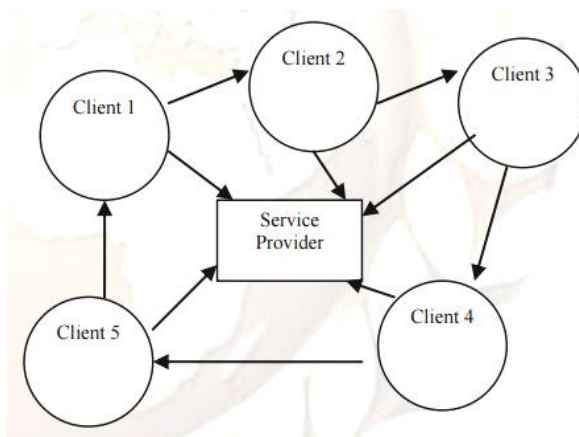 Client 1
Client 2
Client 3
Service
Provider
Client 4
Client 5